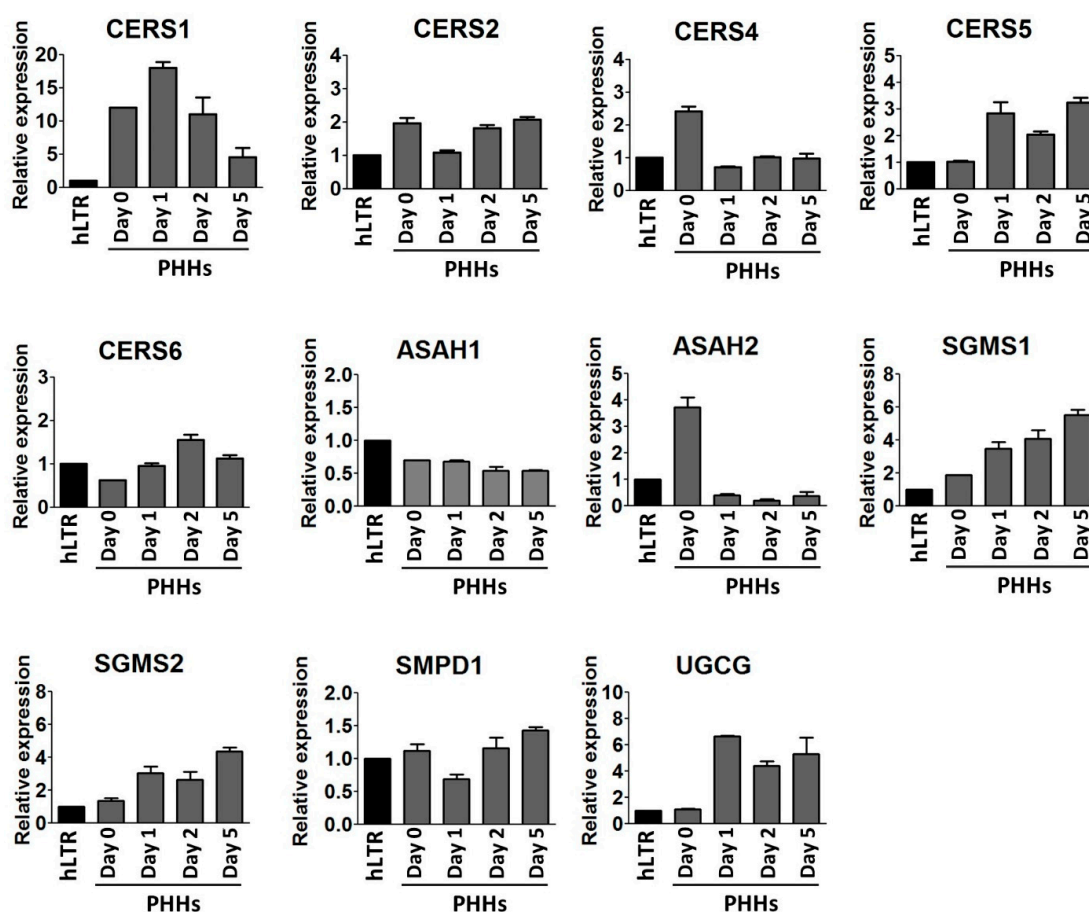 CERS1
Relative expression
20
15
10
5
0
hLTR
Day 0
Day 1
Day 2
Day 5
PHHs
CERS2
Relative expression
4
3
2
1
0
hLTR
Day 0
Day 1
Day 2
Day 5
PHHs
CERS4
Relative expression
4
3
2
1
0
hLTR
Day 0
Day 1
Day 2
Day 5
PHHs
CERS5
Relative expression
5
4
3
2
1
0
hLTR
Day 0
Day 1
Day 2
Day 5
PHHs
CERS6
Relative expression
3
2
1
0
hLTR
Day 0
Day 1
Day 2
Day 5
PHHs
ASAH1
Relative expression
2.0
1.5
1.0
0.5
0.0
hLTR
Day 0
Day 1
Day 2
Day 5
PHHs
ASAH2
Relative expression
5
4
3
2
1
0
hLTR
Day 0
Day 1
Day 2
Day 5
PHHs
SGMS1
Relative expression
8
6
4
2
0
hLTR
Day 0
Day 1
Day 2
Day 5
PHHs
SGMS2
Relative expression
8
6
4
2
0
hLTR
Day 0
Day 1
Day 2
Day 5
PHHs
SMPD1
Relative expression
2.0
1.5
1.0
0.5
0.0
hLTR
Day 0
Day 1
Day 2
Day 5
PHHs
UGCG
Relative expression
10
8
6
4
2
0
hLTR
Day 0
Day 1
Day 2
Day 5
PHHs